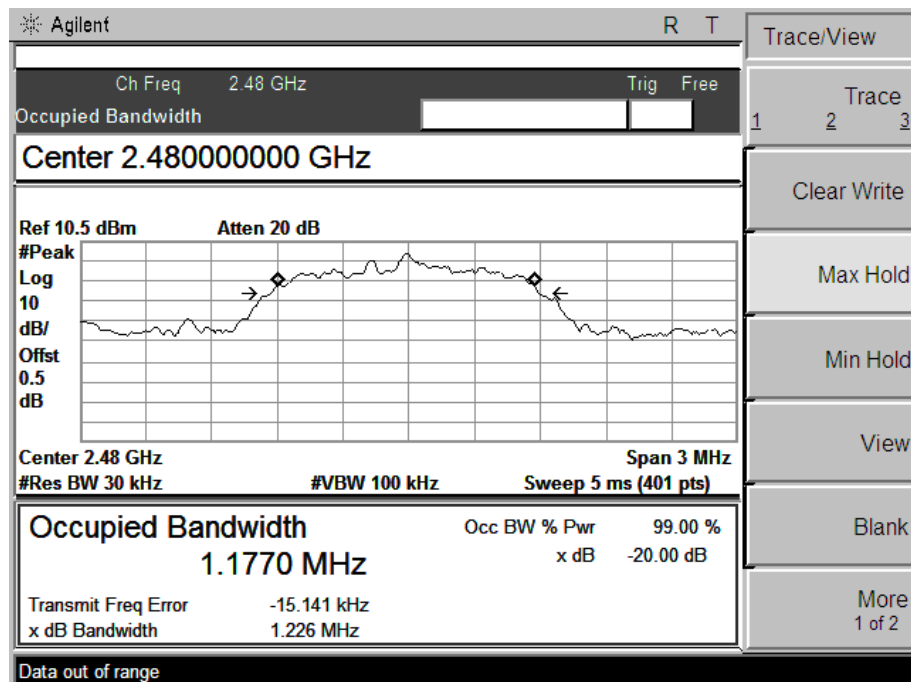 Agilent R T
Trace/View
Ch Freq 2.48 GHz Trig Free
Occupied Bandwidth
Trace
1 2 3
Center 2.480000000 GHz
Clear Write
Ref 10.5 dBm Atten 20 dB
#Peak
Log
10
dB/
Offst
0.5
dB
Max Hold
Min Hold
View
Center 2.48 GHz Span 3 MHz
#Res BW 30 kHz #VBW 100 kHz Sweep 5 ms (401 pts)
Occupied Bandwidth Occ BW % Pwr 99.00 %
1.1770 MHz x dB -20.00 dB
Blank
Transmit Freq Error -15.141 kHz
x dB Bandwidth 1.226 MHz
More
1 of 2
Data out of range